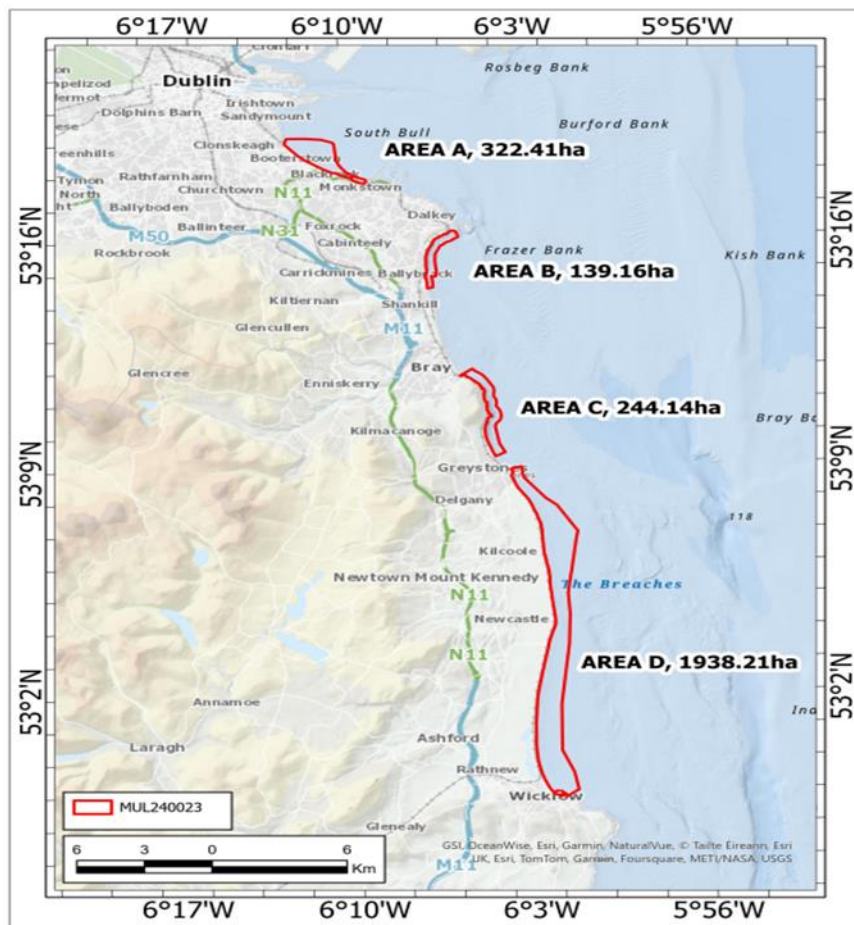 6°17'W 6°10'W 6°3'W 5°56'W
Rosbeg Bank
Dublin
Irishtown
Sandymount
Dolphins Barn
South Bull
Burford Bank
Clonskeagh
AREA A, 322.41ha
Booterstown
Rathfarnham
Blackrock
Tymon
North
Churchtown
Monkstown
N11
Ballyboden
Dalkey
M50
Ballinteer
N31
Foxrock
Cabinteely
53°16'N
53°16'N
Rockbrook
Frazer Bank
Kish Bank
Carrickmines
Ballybrack
AREA B, 139.16ha
Kiltiernan
Shankill
Glencullen
M11
Bray
Glencree
Enniskerry
AREA C, 244.14ha
Kilmacanoge
53°9'N
53°9'N
Greystones
Delgany
118
Kilcoole
Newtown Mount Kennedy
The Breaches
N11
Newcastle
N11
AREA D, 1938.21ha
53°2'N
53°2'N
Annamoe
Ashford
Laragh
Rathnew
MUL240023
Wicklow
Glenealy
6 3 0 6
Km
M11
GSI, OceanWise, Esri, Garmin, NaturalVue, © Tailte Éireann, Esri
UK, Esri, TomTom, Garmin, Foursquare, METI/NASA, USGS
6°17'W 6°10'W 6°3'W 5°56'W